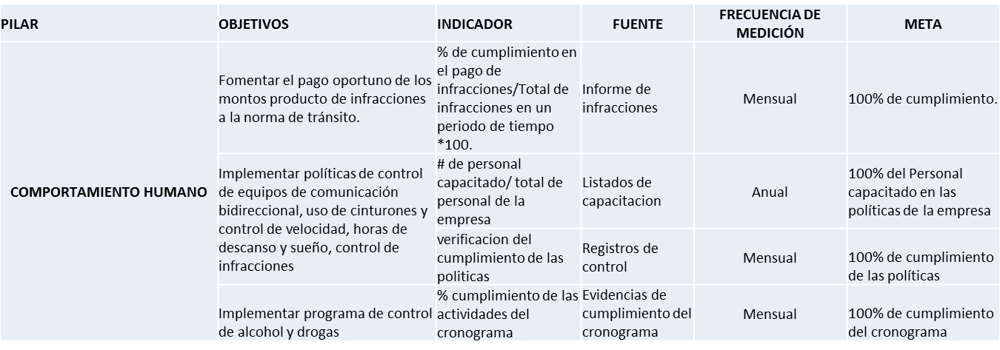 PILAR
OBJETIVOS
INDICADOR
FUENTE
FRECUENCIA DE
MEDICIÓN
META
COMPORTAMIENTO HUMANO
Fomentar el pago oportuno de los
montos producto de infracciones
a la norma de tránsito.
% de cumplimiento en
el pago de
infracciones/Total de
infracciones en un
periodo de tiempo
*100.
Informe de
infracciones
Mensual
100% de cumplimiento.
Implementar políticas de control
de equipos de comunicación
bidireccional, uso de cinturones y
control de velocidad, horas de
descanso y sueño, control de
infracciones
# de personal
capacitado/ total de
personal de la
empresa
Listados de
capacitacion
Anual
100% del Personal
capacitado en las
políticas de la empresa
verificacion del
cumplimiento de las
politicas
Registros de
control
Mensual
100% de cumplimiento
de las políticas
Implementar programa de control
de alcohol y drogas
% cumplimiento de las
actividades del
cronograma
Evidencias de
cumplimiento del
cronograma
Mensual
100% de cumplimiento
del cronograma